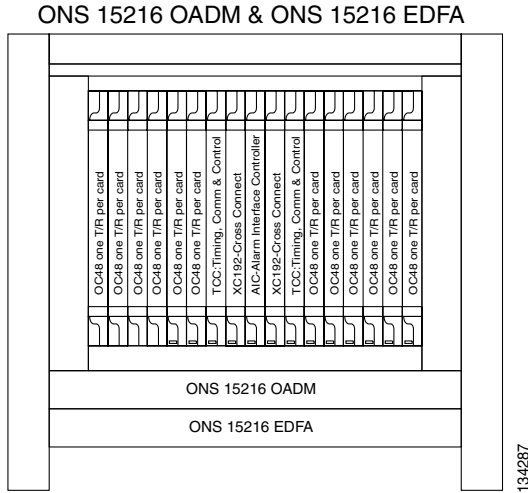 ONS 15216 OADM & ONS 15216 EDFA
OC48 one T/R per card
OC48 one T/R per card
OC48 one T/R per card
OC48 one T/R per card
OC48 one T/R per card
OC48 one T/R per card
TCC:Timing, Comm & Control
XC192-Cross Connect
AIC-Alarm Interface Controller
XC192-Cross Connect
TCC:Timing, Comm & Control
OC48 one T/R per card
OC48 one T/R per card
OC48 one T/R per card
OC48 one T/R per card
OC48 one T/R per card
OC48 one T/R per card
ONS 15216 OADM
ONS 15216 EDFA
134287